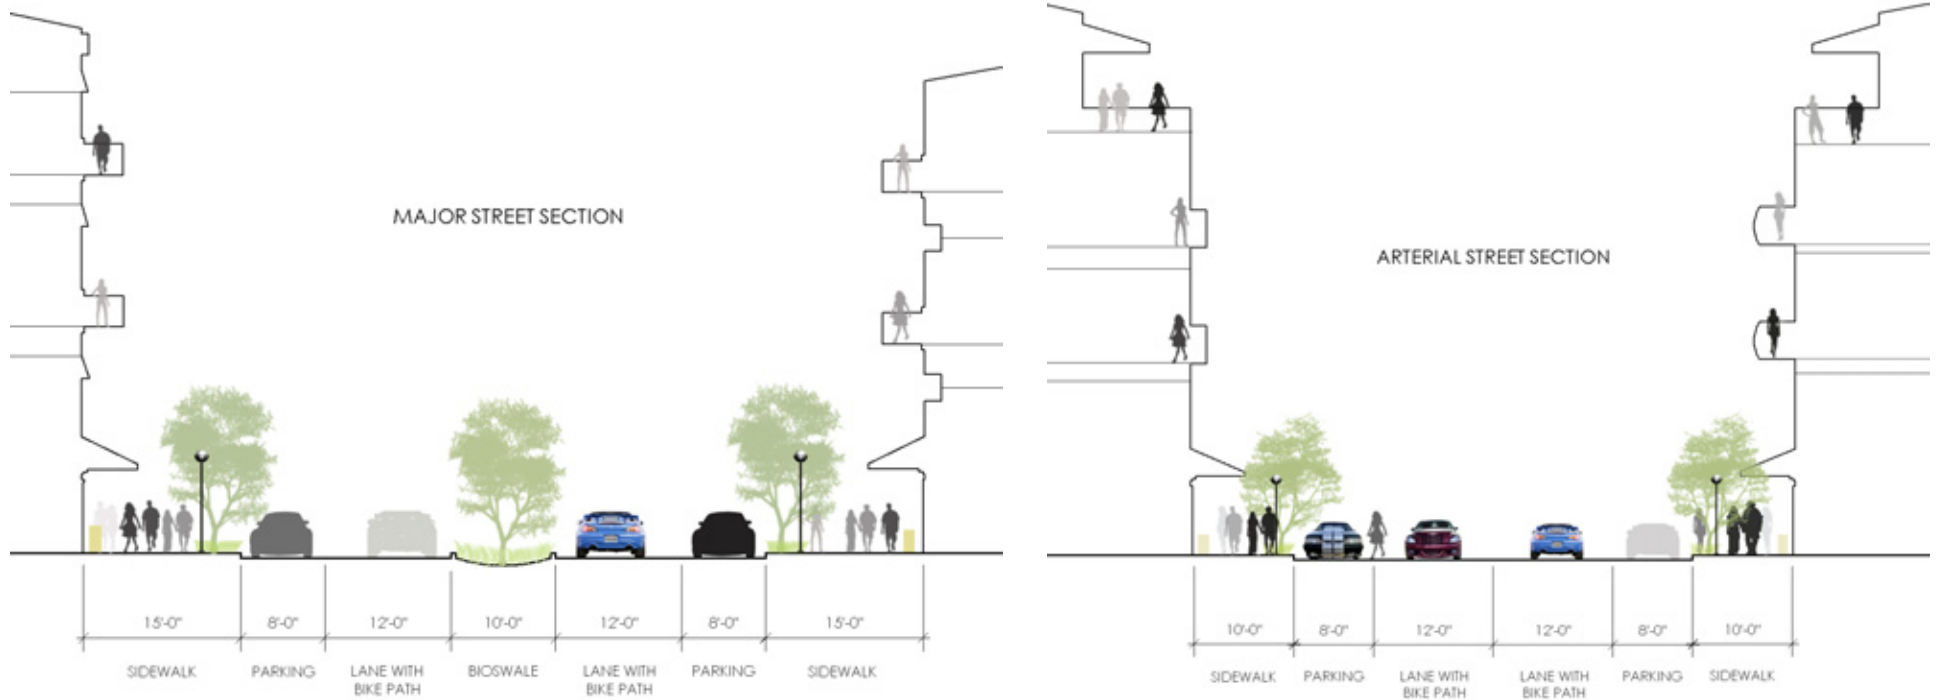 MAJOR STREET SECTION
15'-0"
8'-0"
12'-0"
10'-0"
12'-0"
8'-0"
15'-0"
SIDEWALK
PARKING
LANE WITH
BIKE PATH
BIOSWALE
LANE WITH
BIKE PATH
PARKING
SIDEWALK
ARTERIAL STREET SECTION
10'-0"
8'-0"
12'-0"
12'-0"
8'-0"
10'-0"
SIDEWALK
PARKING
LANE WITH
BIKE PATH
LANE WITH
BIKE PATH
PARKING
SIDEWALK